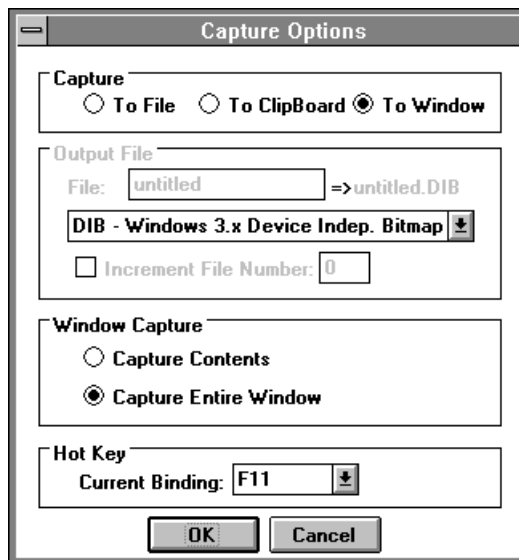 Capture Options
Capture
To File To ClipBoard To Window
Output File
File: untitled =>untitled.DIB
DIB - Windows 3.x Device Indep. Bitmap
Increment File Number: 0
Window Capture
Capture Contents
Capture Entire Window
Hot Key
Current Binding: F11
OK Cancel